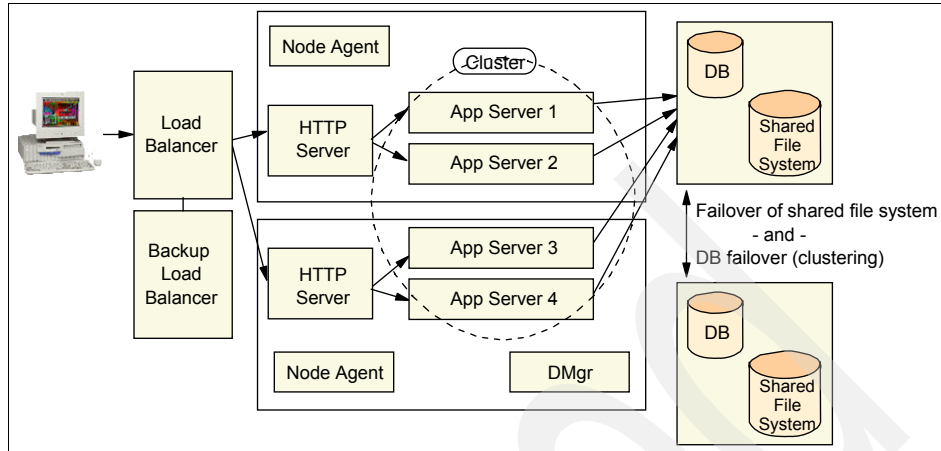 Node Agent
Cluster
Load
Balancer
HTTP
Server
App Server 1
App Server 2
DB
Shared
File
System
Backup
Load
Balancer
HTTP
Server
App Server 3
App Server 4
Node Agent
DMgr
Failover of shared file system
- and -
DB failover (clustering)
DB
Shared
File
System